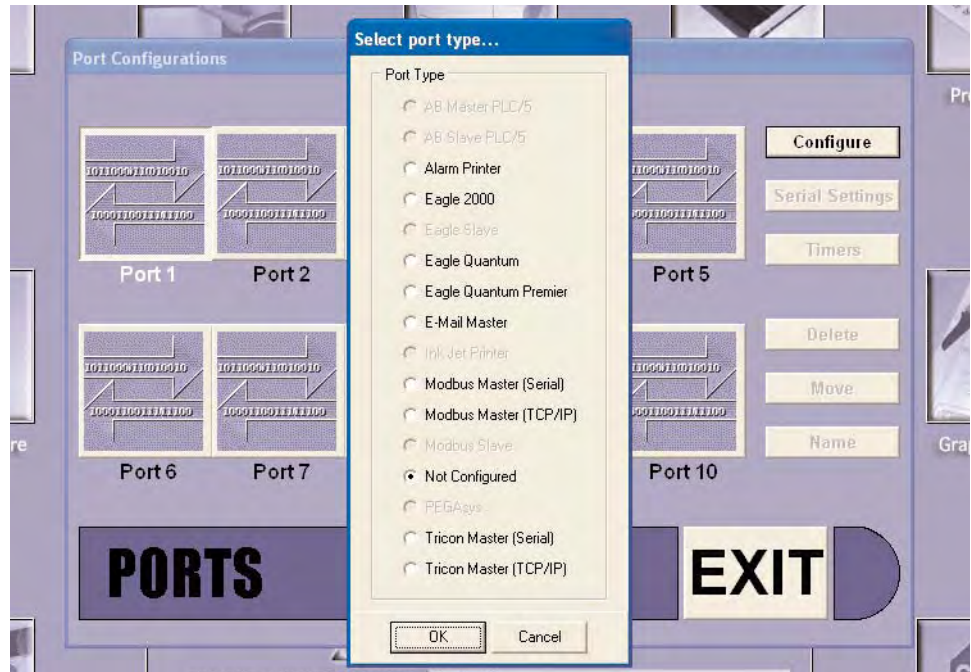 Select port type...
Port Configurations
Port Type
AB Master PLC/5
AB Slave PLC/5
Alarm Printer
Eagle 2000
Eagle Slave
Eagle Quantum
Eagle Quantum Premier
E-Mail Master
Ink Jet Printer
Modbus Master (Serial)
Modbus Master (TCP/IP)
Modbus Slave
Not Configured
PEGAsys
Tricon Master (Serial)
Tricon Master (TCP/IP)
OK Cancel
Configure
Serial Settings
Timers
Delete
Move
Name
Port 1 Port 2 Port 5
Port 6 Port 7 Port 10
PORTS EXIT